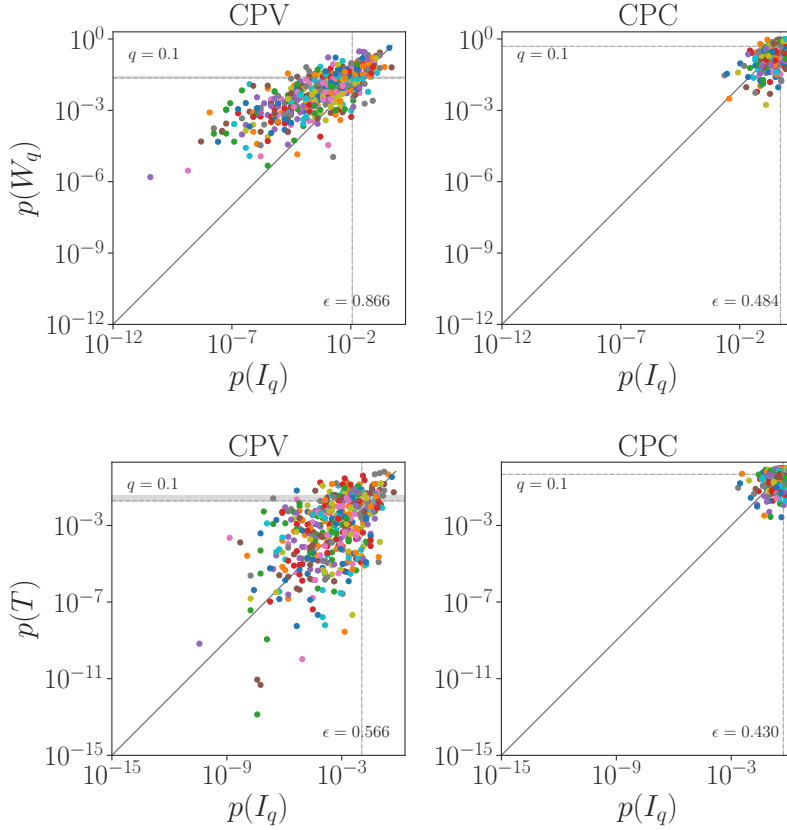 CPV
CPC
10^0
10^{-3}
10^{-6}
10^{-9}
10^{-12}
p(W_q)
q = 0.1
ϵ = 0.866
10^{-12}
10^{-7}
10^{-2}
p(I_q)
10^0
10^{-3}
10^{-6}
10^{-9}
10^{-12}
q = 0.1
ϵ = 0.484
10^{-12}
10^{-7}
10^{-2}
p(I_q)
CPV
CPC
10^{-3}
10^{-7}
10^{-11}
10^{-15}
p(T)
q = 0.1
ϵ = 0.566
10^{-15}
10^{-9}
10^{-3}
p(I_q)
10^{-3}
10^{-7}
10^{-11}
10^{-15}
q = 0.1
ϵ = 0.430
10^{-15}
10^{-9}
10^{-3}
p(I_q)